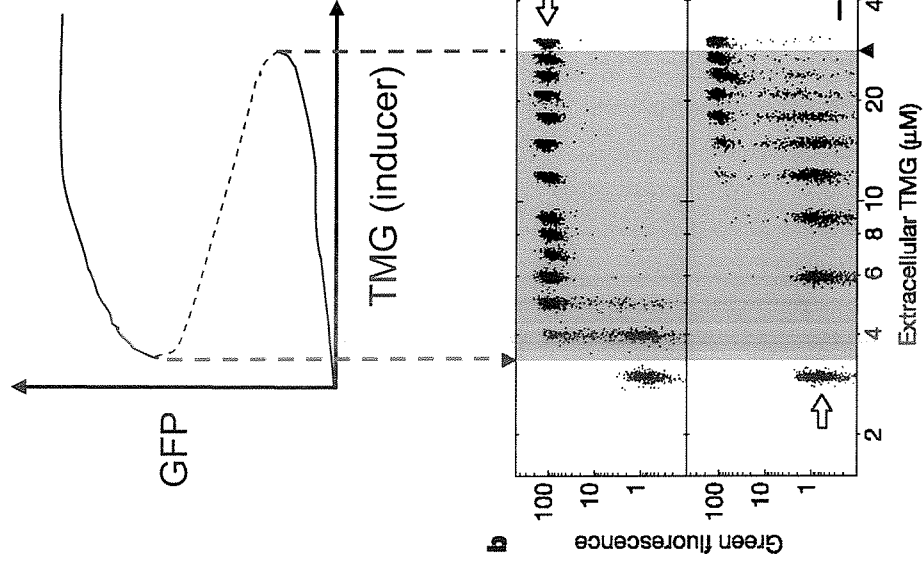 GFP
TMG (inducer)
b
Green fluorescence
100
10
1
100
10
1
2
4
6
8
10
20
4
Extracellular TMG (μM)